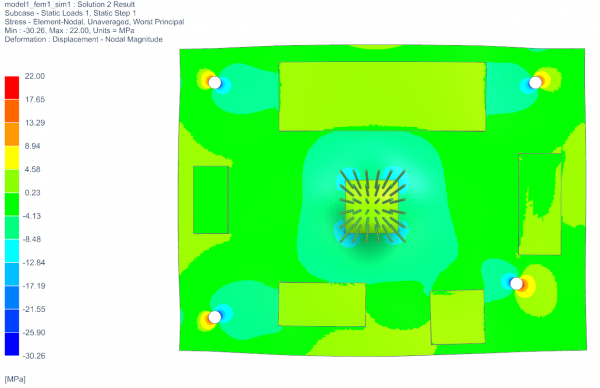 model1_fem1_sim1 : Solution 2 Result
Subcase - Static Loads 1, Static Step 1
Stress - Element-Nodal, Unaveraged, Worst Principal
Min : -30.26, Max : 22.00, Units = MPa
Deformation : Displacement - Nodal Magnitude
22.00
17.65
13.29
8.94
4.58
0.23
-4.13
-8.48
-12.84
-17.19
-21.55
-25.90
-30.26
[MPa]